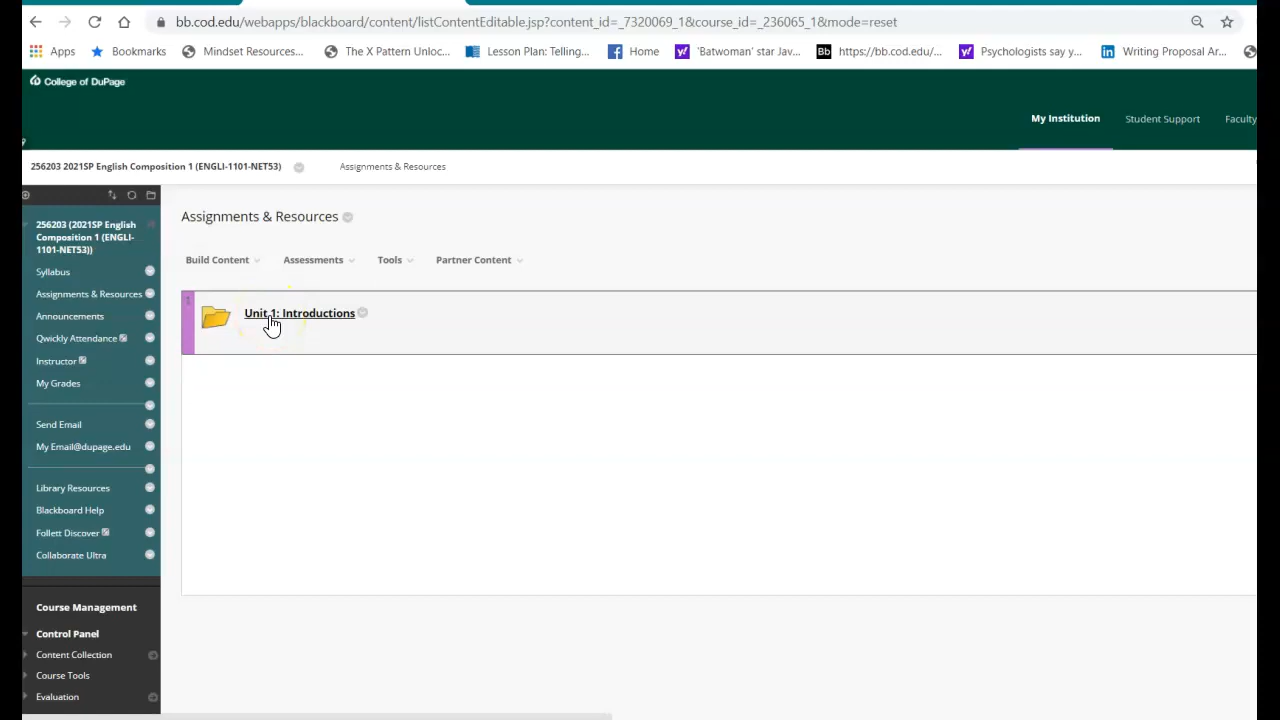 bb.cod.edu/webapps/blackboard/content/listContentEditable.jsp?content_id=_7320069_1&course_id=_236065_1&mode=reset
Apps Bookmarks Mindset Resources... The X Pattern Unloc... Lesson Plan: Telling... Home 'Batwoman' star Jav... Bb https://bb.cod.edu/... Psychologists say y... in Writing Proposal Ar...
College of DuPage
My Institution Student Support Faculty
256203 2021SP English Composition 1 (ENGLI-1101-NET53) Assignments & Resources
256203 (2021SP English
Composition 1 (ENGLI-
1101-NET53))
Syllabus
Assignments & Resources
Announcements
Qwickly Attendance
Instructor
My Grades
Send Email
My Email@dupage.edu
Library Resources
Blackboard Help
Follett Discover
Collaborate Ultra
Course Management
Control Panel
Content Collection
Course Tools
Evaluation
Assignments & Resources
Build Content Assessments Tools Partner Content
Unit 1: Introductions